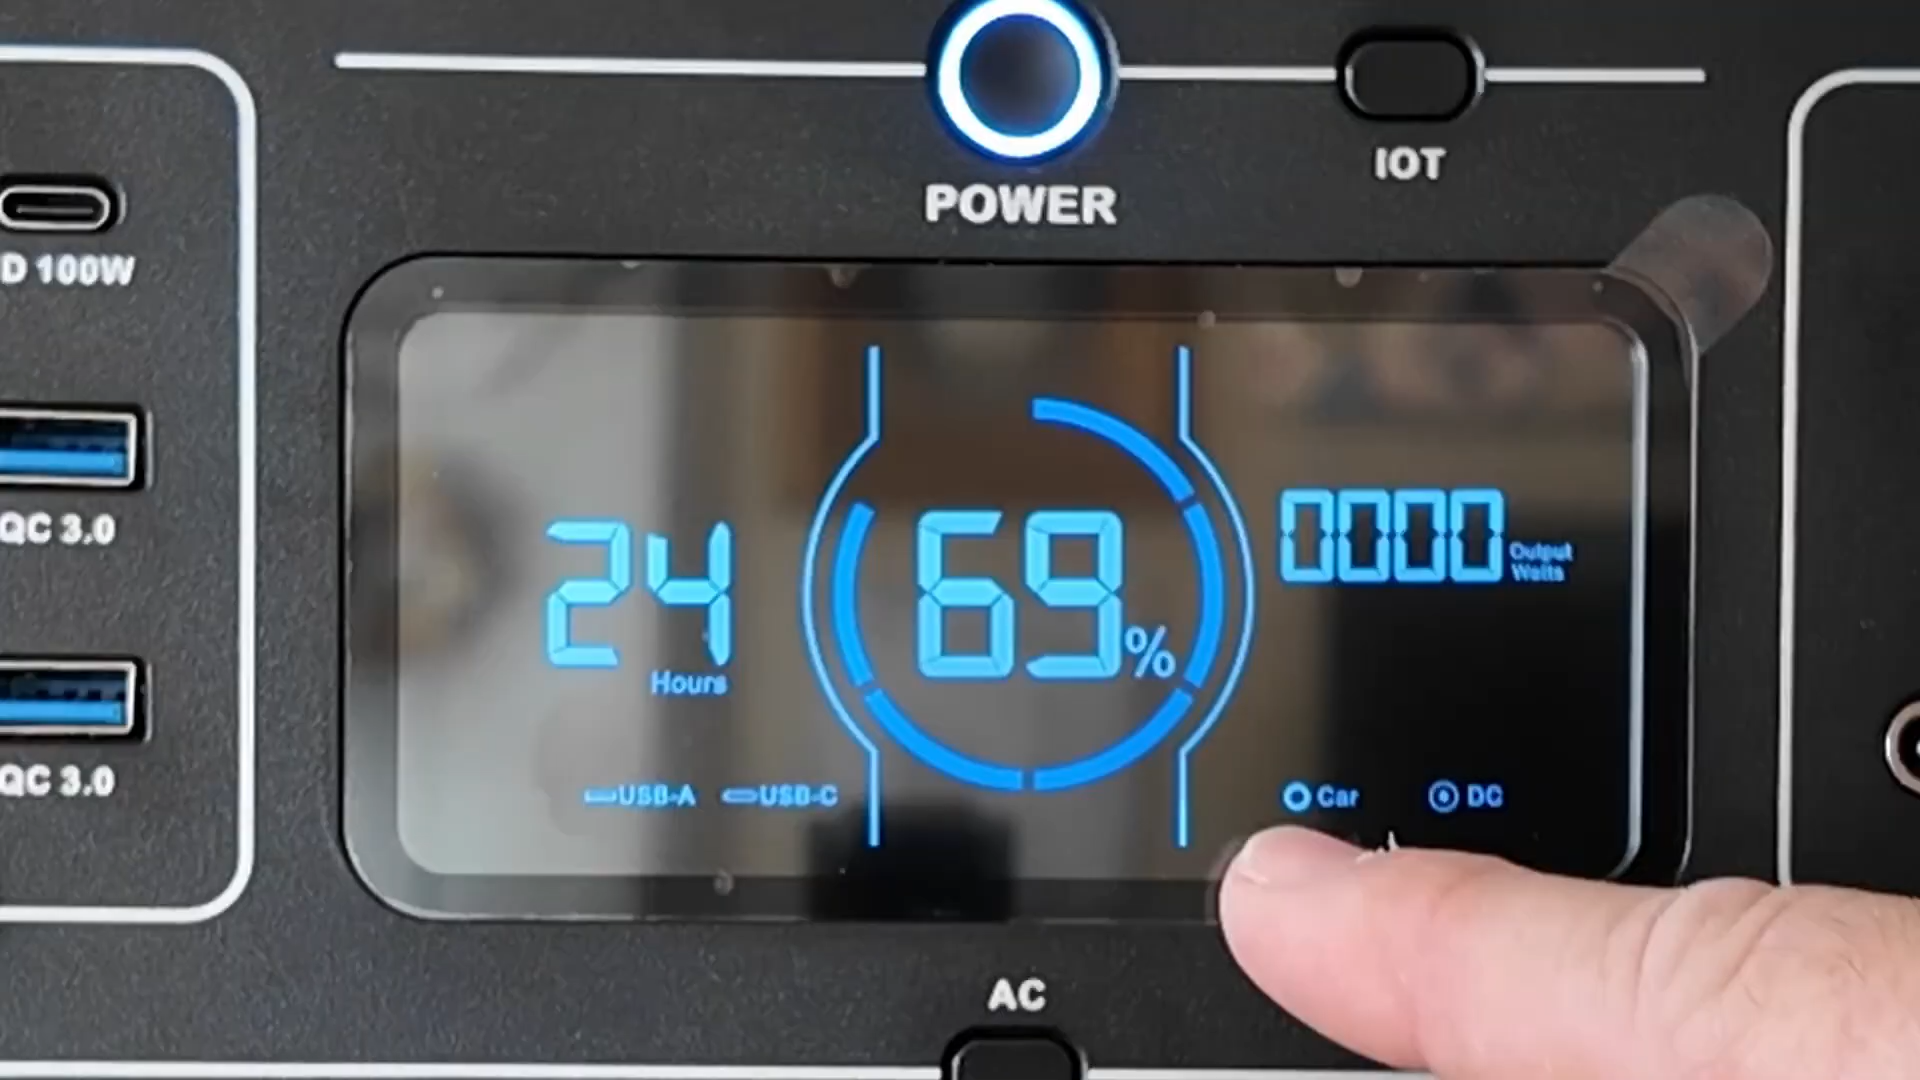 POWER
IOT
D 100W
QC 3.0
QC 3.0
24
Hours
69%
0000
Output
Watts
USB-A
USB-C
Car
DC
AC